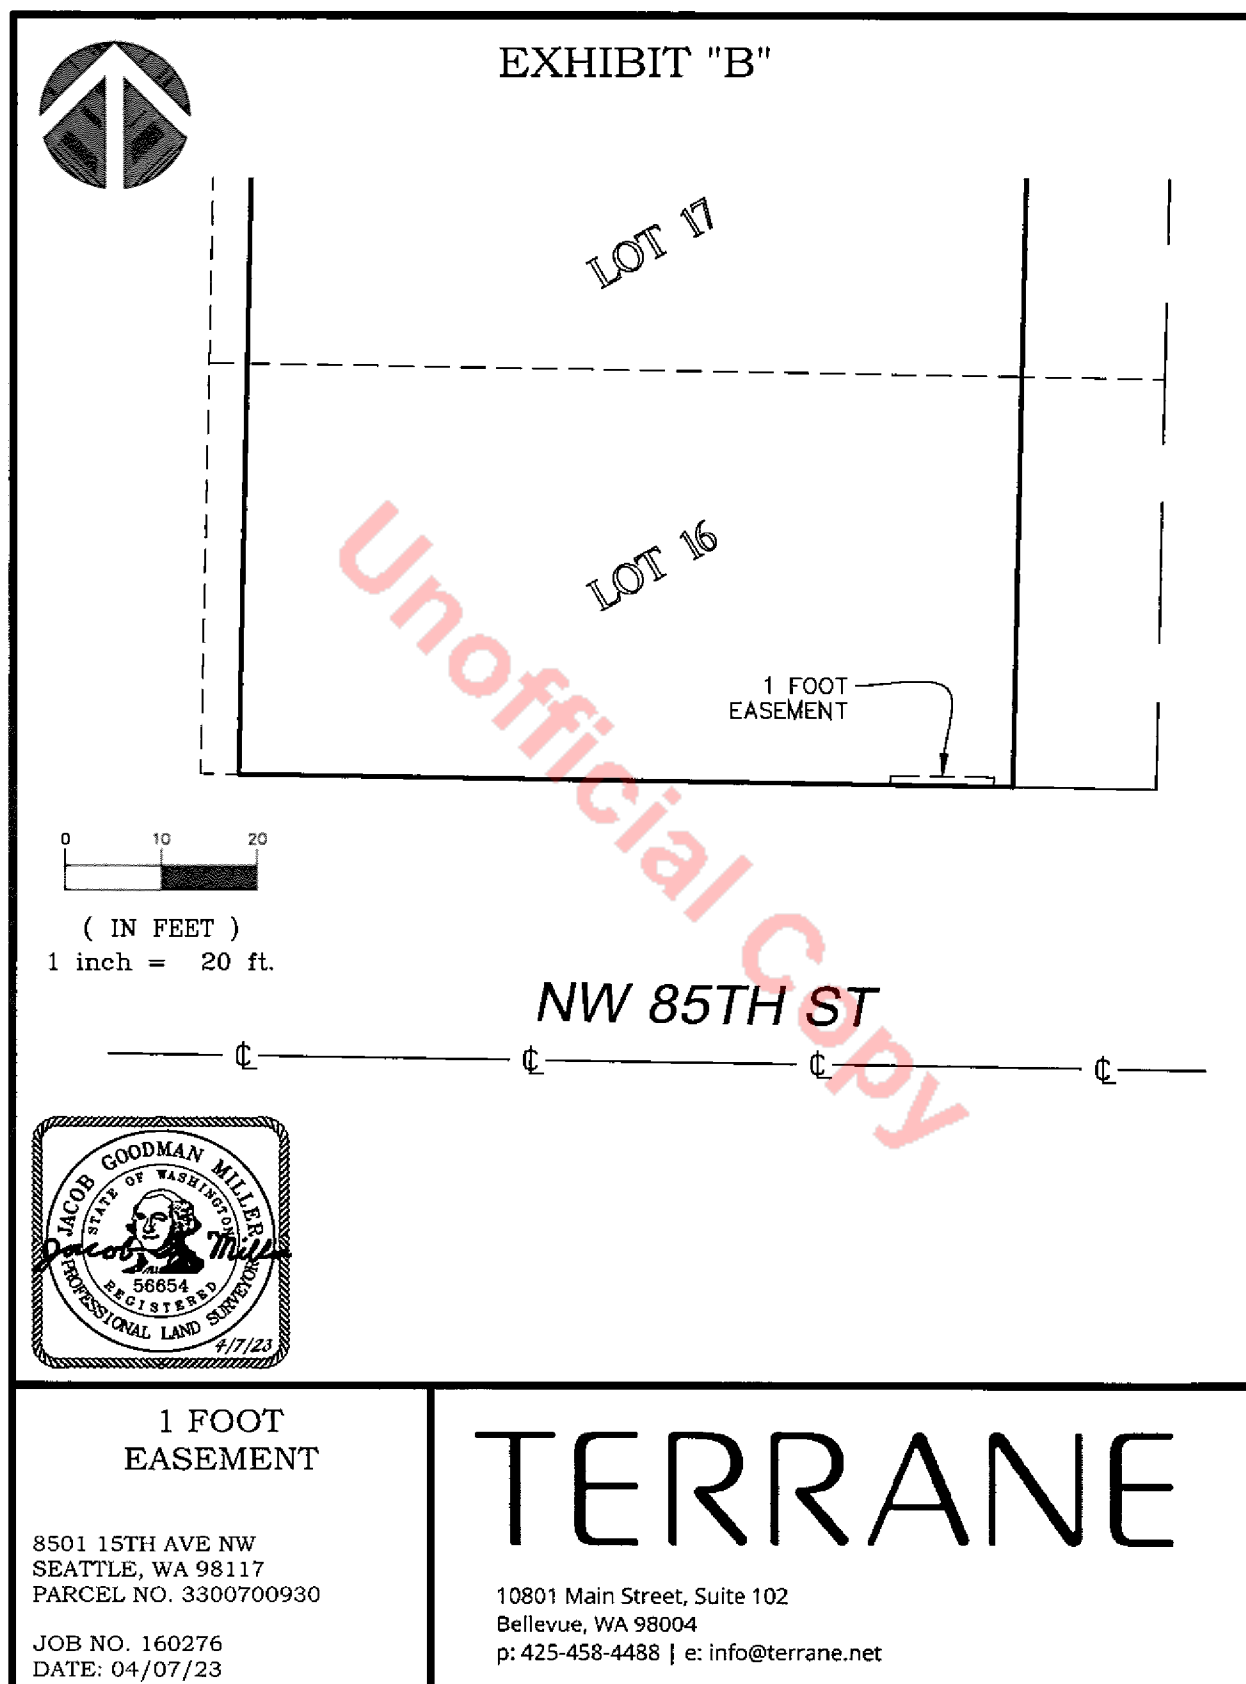 EXHIBIT "B"
LOT 17
LOT 16
1 FOOT
EASEMENT
Unofficial Copy
0 10 20
( IN FEET )
1 inch = 20 ft.
NW 85TH ST
℄ ℄ ℄ ℄
JACOB GOODMAN MILLER
STATE OF WASHINGTON
Jacob G Miller
56654
REGISTERED
PROFESSIONAL LAND SURVEYOR
4/7/23
1 FOOT
EASEMENT
8501 15TH AVE NW
SEATTLE, WA 98117
PARCEL NO. 3300700930
JOB NO. 160276
DATE: 04/07/23
TERRANE
10801 Main Street, Suite 102
Bellevue, WA 98004
p: 425-458-4488 | e: info@terrane.net